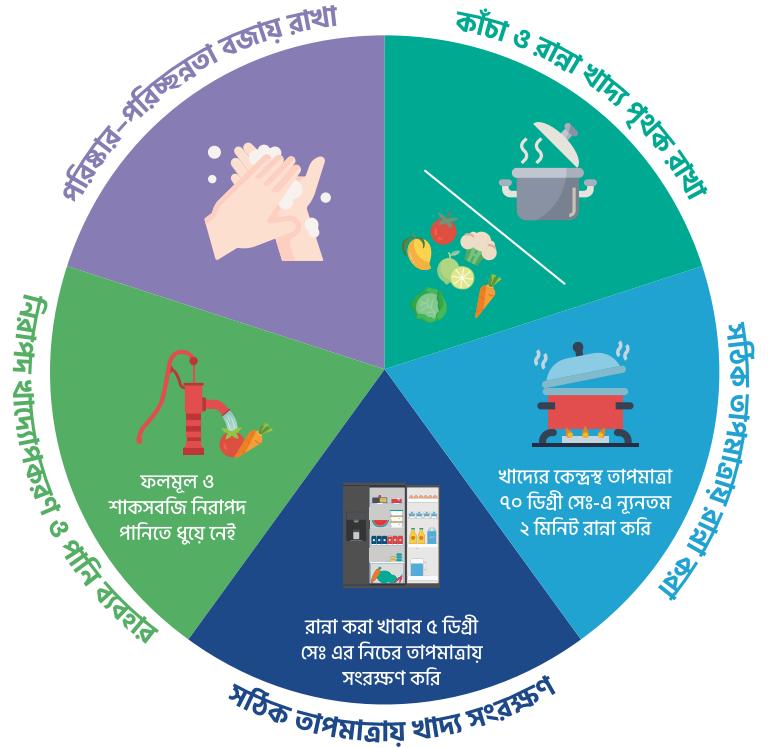 পরিষ্কার-পরিচ্ছন্নতা বজায় রাখা
কাঁচা ও রান্না খাদ্য পৃথক রাখা
সঠিক তাপমাত্রায় রান্না করা
খাদ্যের কেন্দ্রস্থ তাপমাত্রা
৭০ ডিগ্রী সেঃ-এ ন্যূনতম
২ মিনিট রান্না করি
সঠিক তাপমাত্রায় খাদ্য সংরক্ষণ
রান্না করা খাবার ৫ ডিগ্রী
সেঃ এর নিচের তাপমাত্রায়
সংরক্ষণ করি
নিরাপদ খাদ্যোপকরণ ও পানি ব্যবহার
ফলমূল ও
শাকসবজি নিরাপদ
পানিতে ধুয়ে নেই